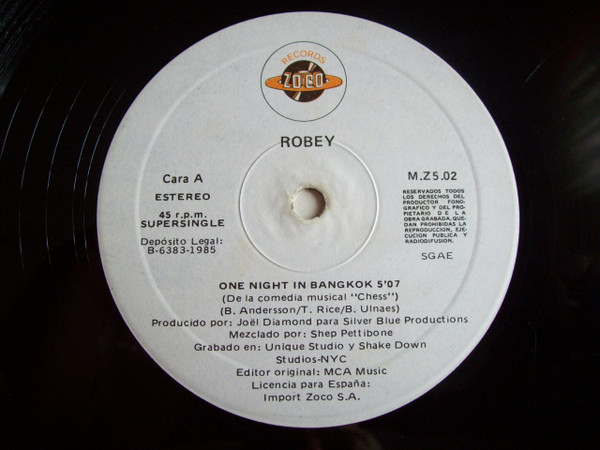 RECORDS
ZOCO
ROBEY
Cara A
ESTEREO
45 r.p.m.
SUPERSINGLE
Depósito Legal:
B-6383-1985
M.Z5.02
RESERVADOS TODOS
LOS DERECHOS DEL
PRODUCTOR FONO-
GRAFICO Y DEL PRO-
PIETARIO DE LA
OBRA GRABADA, QUE-
DAN PROHIBIDAS LA
REPRODUCCION, EJE-
CUCION PUBLICA Y
RADIODIFUSION.
SGAE
ONE NIGHT IN BANGKOK 5'07
(De la comedia musical "Chess")
(B. Andersson/T. Rice/B. Ulnaes)
Producido por: Joël Diamond para Silver Blue Productions
Mezclado por: Shep Pettibone
Grabado en: Unique Studio y Shake Down
Studios-NYC
Editor original: MCA Music
Licencia para España:
Import Zoco S.A.